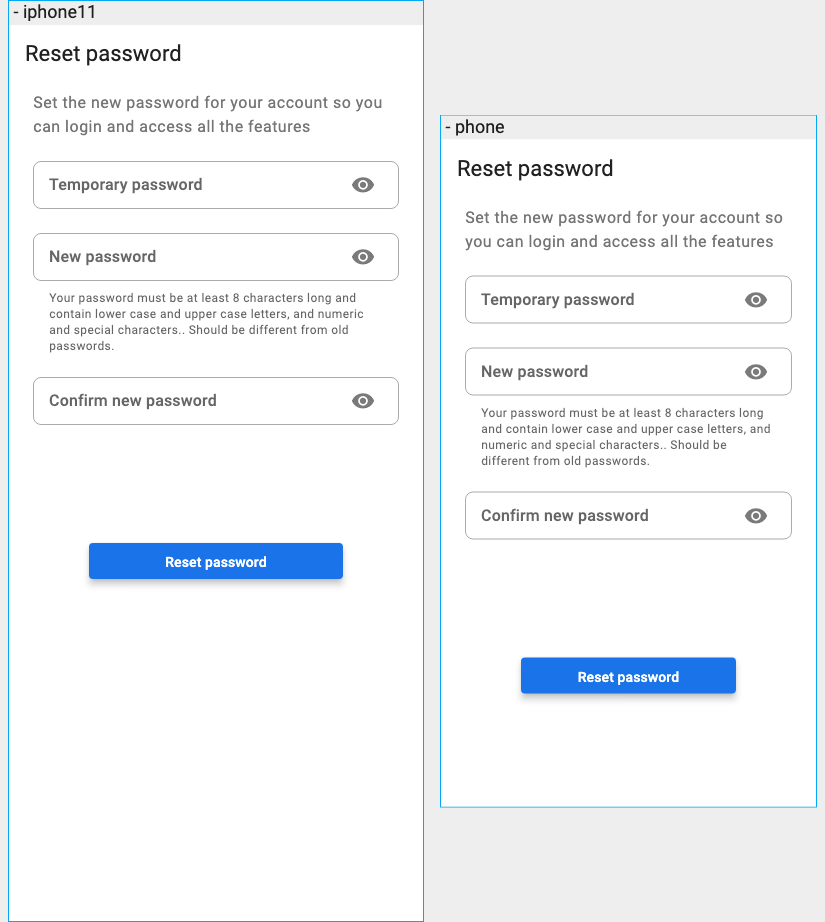 - iphone11
Reset password
Set the new password for your account so you
can login and access all the features
Temporary password
New password
Your password must be at least 8 characters long and
contain lower case and upper case letters, and numeric
and special characters.. Should be different from old
passwords.
Confirm new password
Reset password
- phone
Reset password
Set the new password for your account so
you can login and access all the features
Temporary password
New password
Your password must be at least 8 characters long
and contain lower case and upper case letters, and
numeric and special characters.. Should be
different from old passwords.
Confirm new password
Reset password